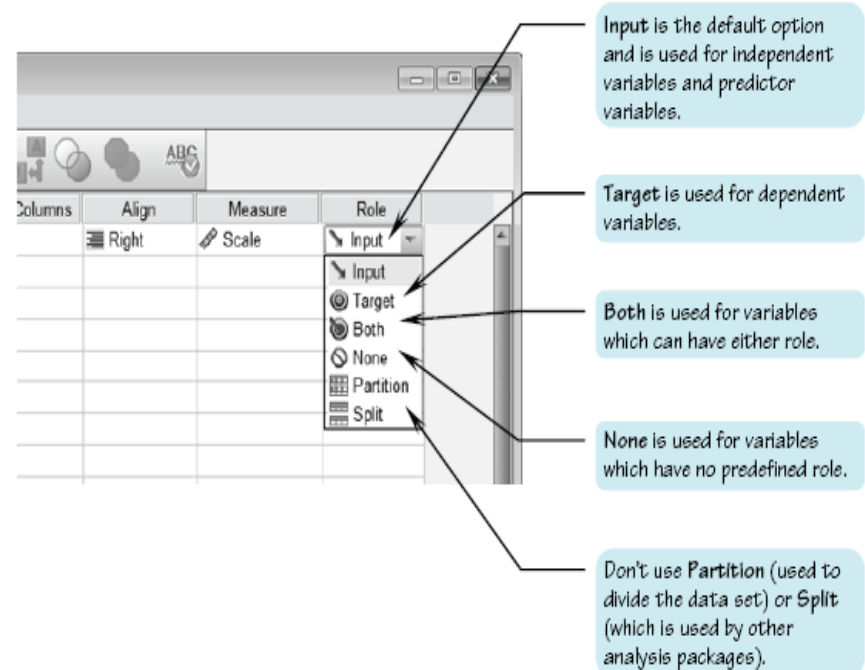 Input is the default option
and is used for independent
variables and predictor
variables.
ABC
Columns Align Measure Role
Right Scale Input
Input
Target
Both
None
Partition
Split
Target is used for dependent
variables.
Both is used for variables
which can have either role.
None is used for variables
which have no predefined role.
Don't use Partition (used to
divide the data set) or Split
(which is used by other
analysis packages).